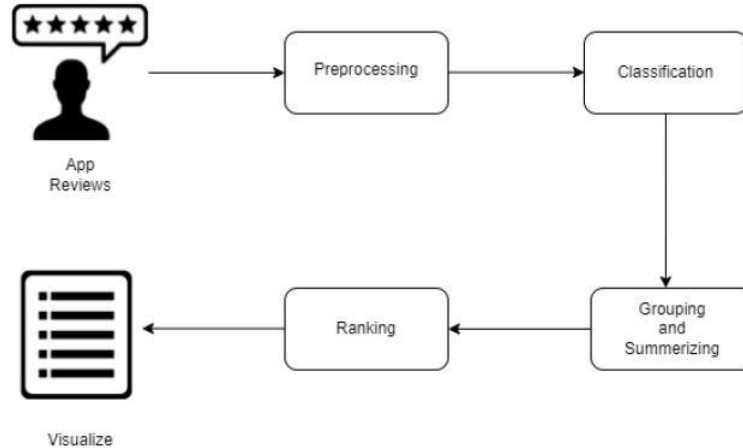 App
Reviews
Preprocessing
Classification
Grouping
and
Summerizing
Ranking
Visualize